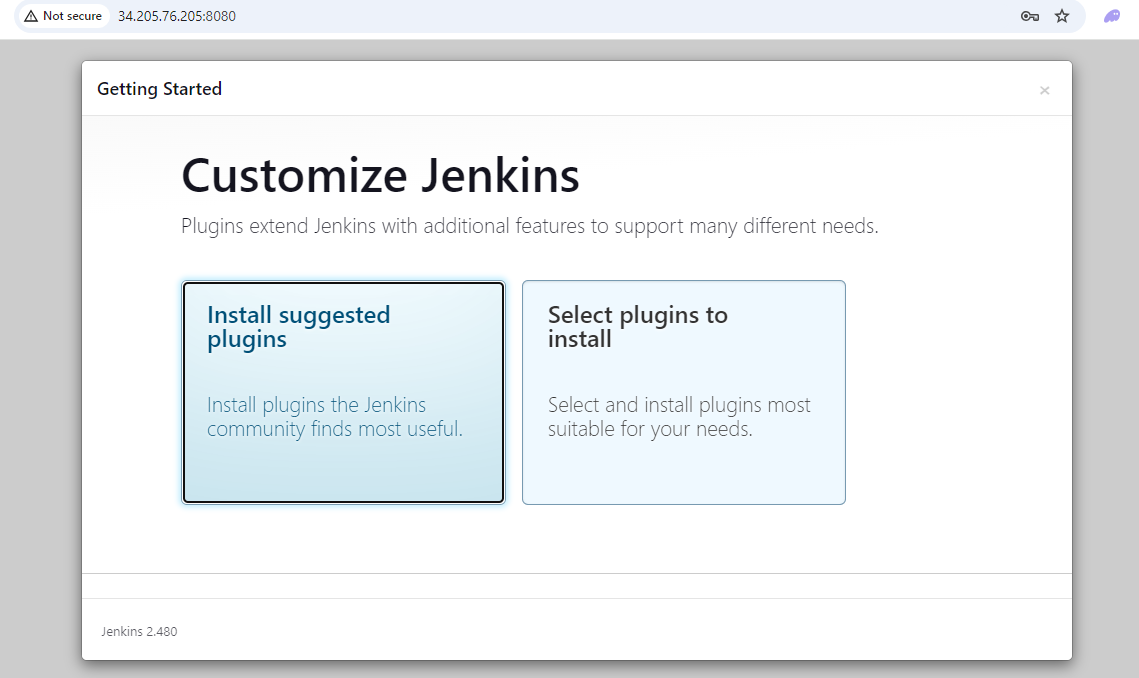 Not secure 34.205.76.205:8080
Getting Started ×
Customize Jenkins
Plugins extend Jenkins with additional features to support many different needs.
Install suggested
plugins
Install plugins the Jenkins
community finds most useful.
Select plugins to
install
Select and install plugins most
suitable for your needs.
Jenkins 2.480